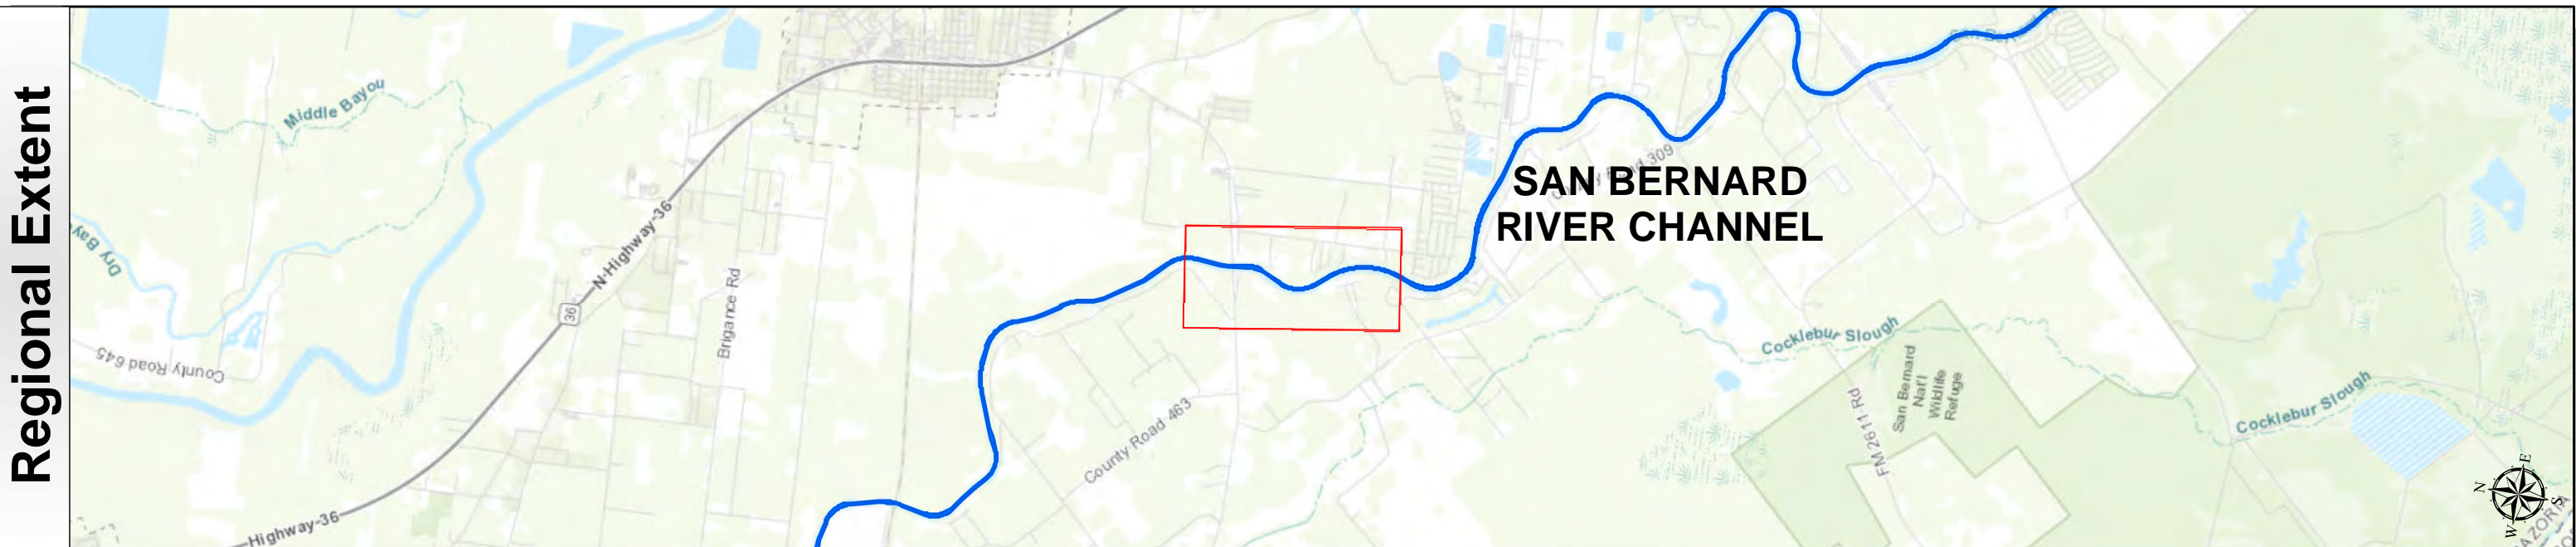 Regional Extent
Middle Bayou
Dry Bay
N-Highway-36
36
Brigance Rd
County Road 645
Highway-36
SAN BERNARD
RIVER CHANNEL
County Road 463
Cocklebur Slough
San Bernard
Nat'l
Wildlife
Refuge
FM 2611 Rd
Cocklebur Slough
N
E
S
W